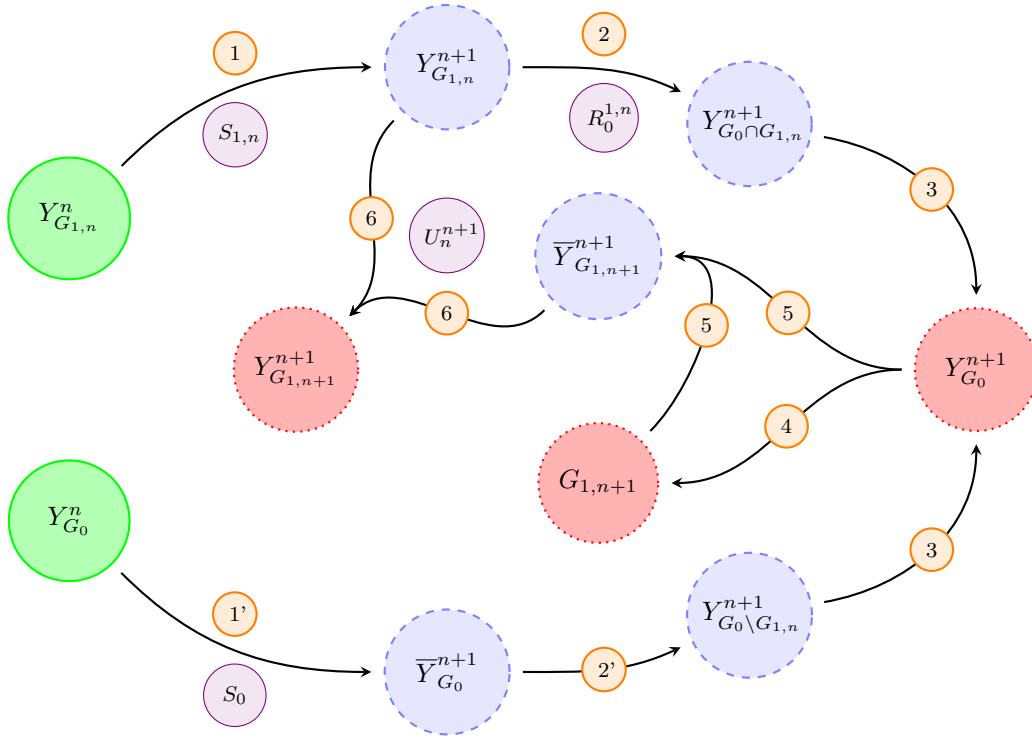 1
2
$Y^{n+1}_{G_{1,n}}$
$S_{1,n}$
$R^{1,n}_0$
$Y^{n+1}_{G_0 \cap G_{1,n}}$
3
$Y^n_{G_{1,n}}$
6
$U^{n+1}_n$
$\overline{Y}^{n+1}_{G_{1,n+1}}$
6
5
5
$Y^{n+1}_{G_{1,n+1}}$
$Y^{n+1}_{G_0}$
4
$G_{1,n+1}$
$Y^n_{G_0}$
3
1'
$Y^{n+1}_{G_0 \setminus G_{1,n}}$
$S_0$
$\overline{Y}^{n+1}_{G_0}$
2'